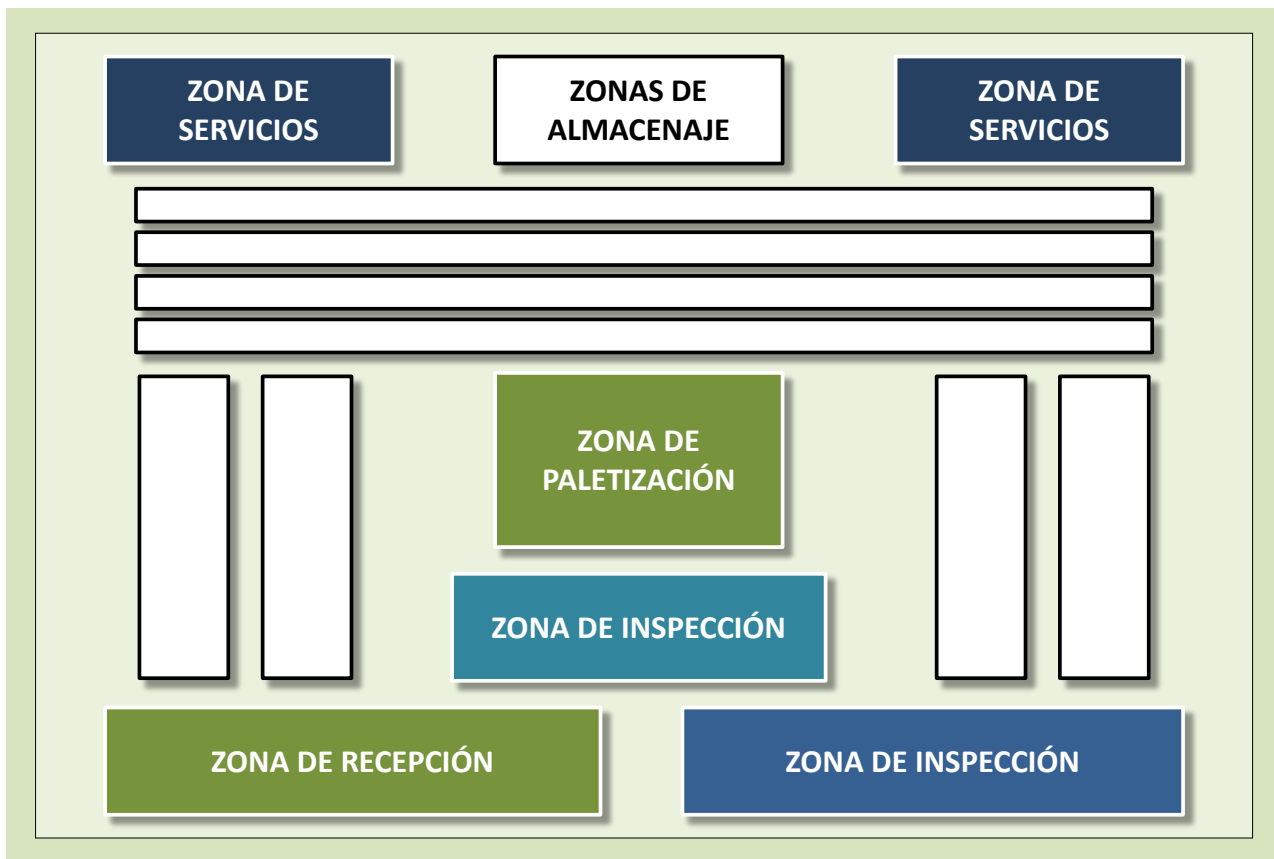 ZONA DE
SERVICIOS
ZONAS DE
ALMACENAJE
ZONA DE
SERVICIOS
ZONA DE
PALETIZACIÓN
ZONA DE INSPECCIÓN
ZONA DE RECEPCIÓN
ZONA DE INSPECCIÓN